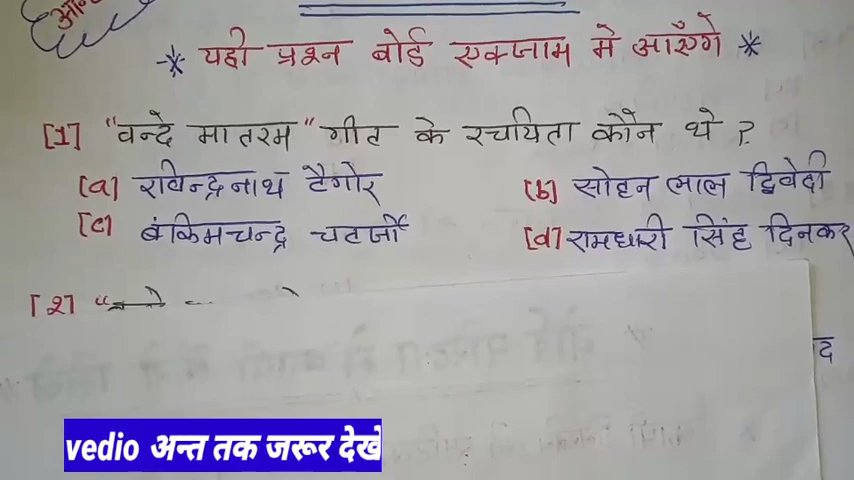 * यही प्रश्न बोर्ड एक्जाम मे आएँगे *
[1] "वन्दे मातरम" गीत के रचयिता कौन थे ?
(a) रविन्द्रनाथ टैगोर (b) सोहन लाल द्विवेदी
(c) बंकिमचन्द्र चटर्जी (d) रामधारी सिंह दिनकर
[2] "
द
vedio अन्त तक जरूर देखे